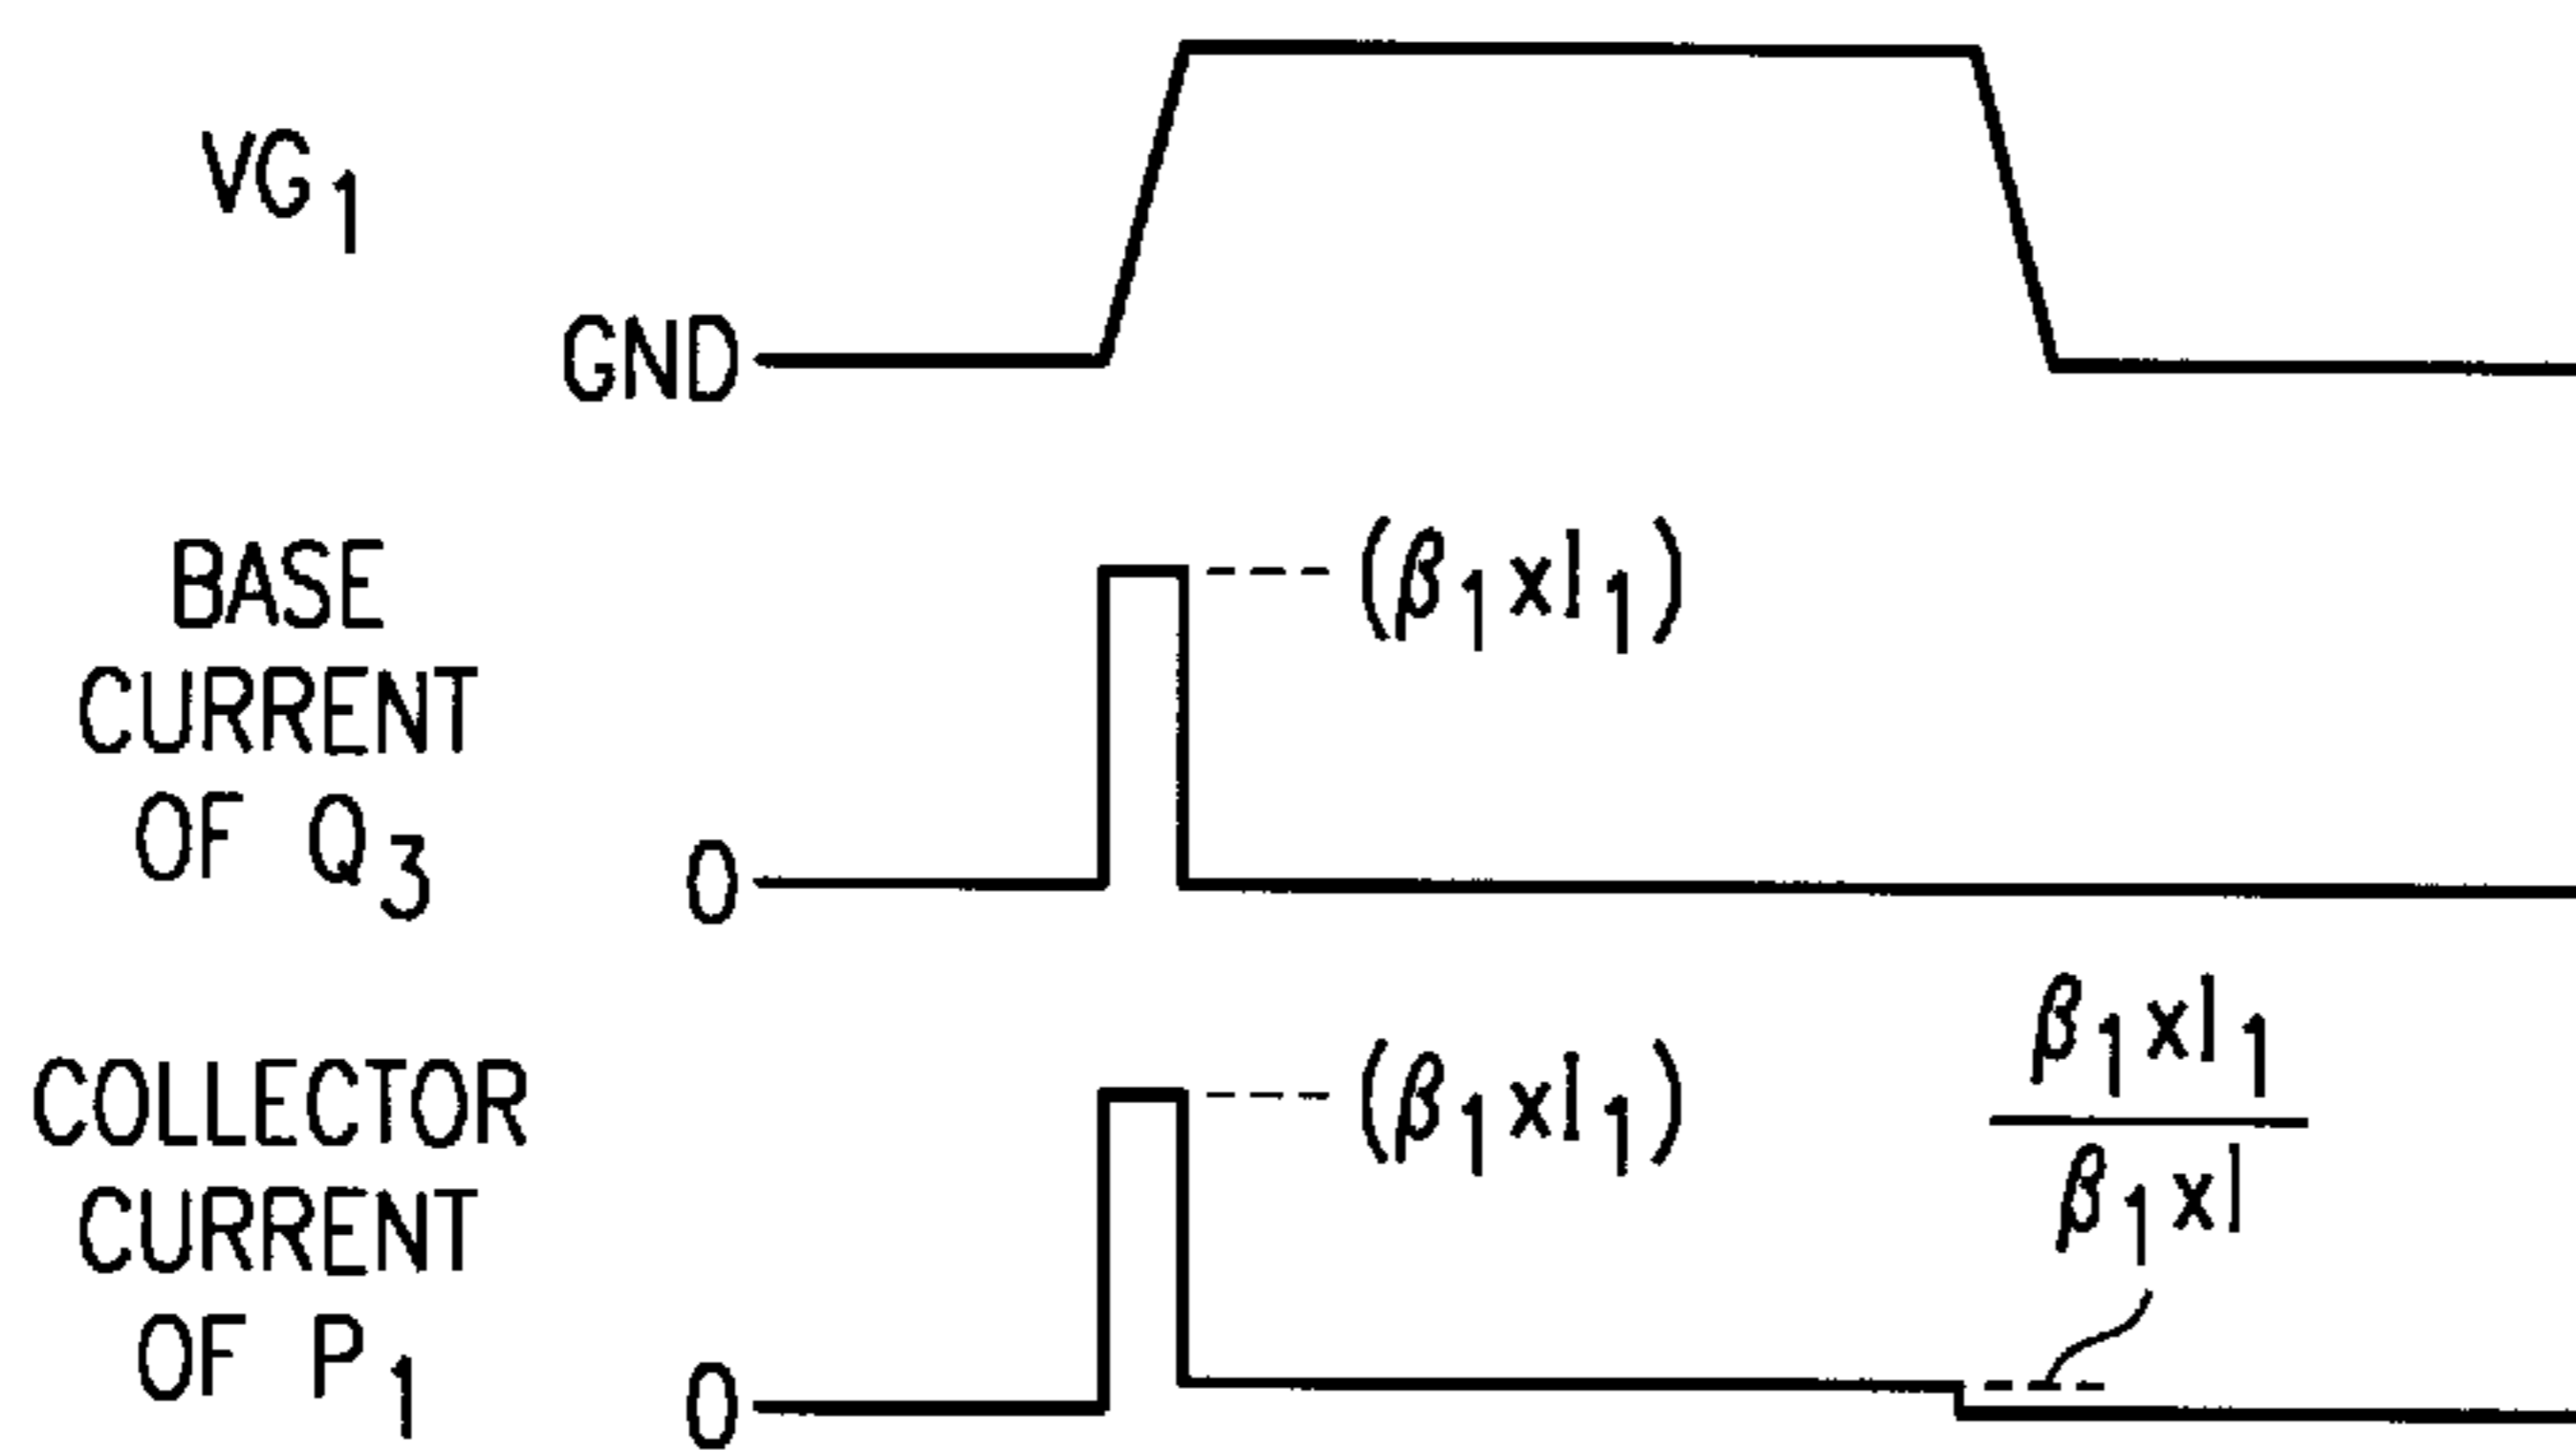 VG1
GND
BASE
CURRENT
OF Q3
0
(β1xI1)
COLLECTOR
CURRENT
OF P1
0
(β1xI1)
β1xI1
β1xI